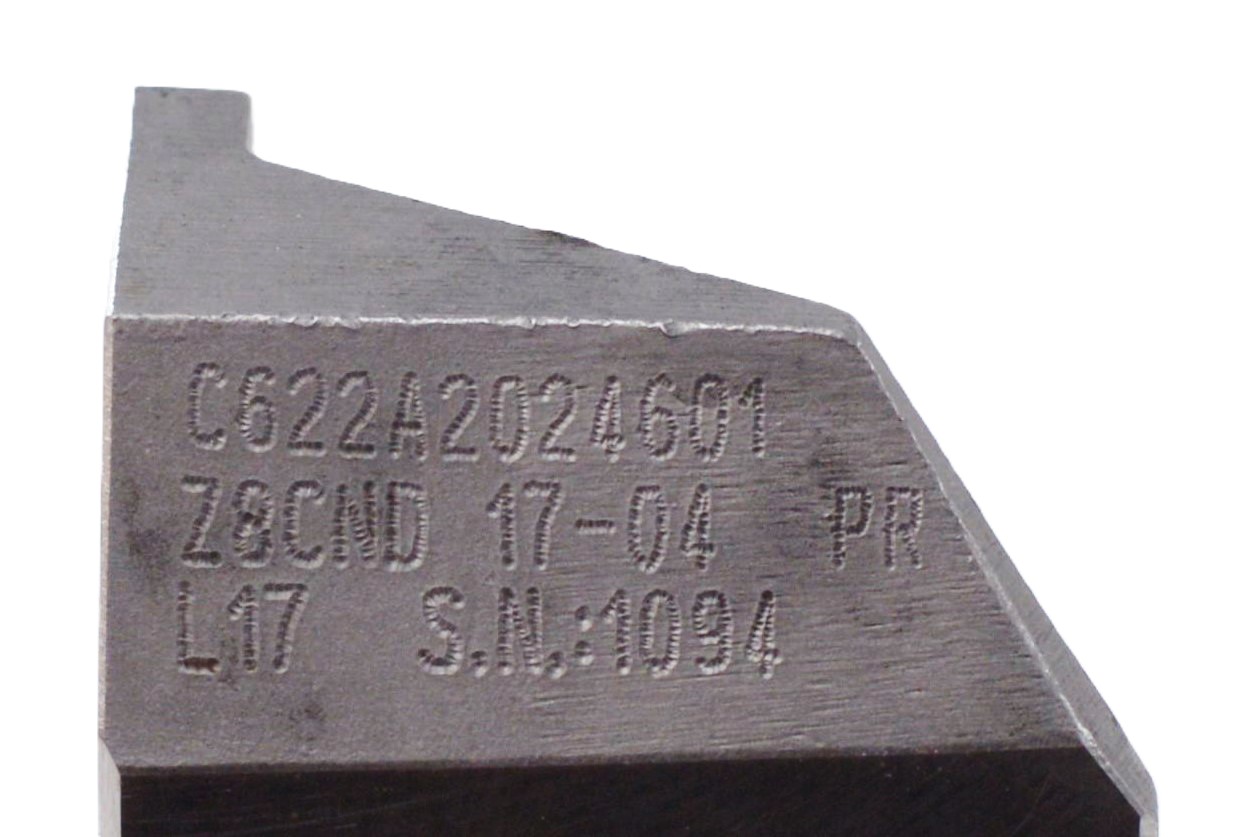 C622A2024601
Z8CND 17-04 PR
L17 S.N.:1094